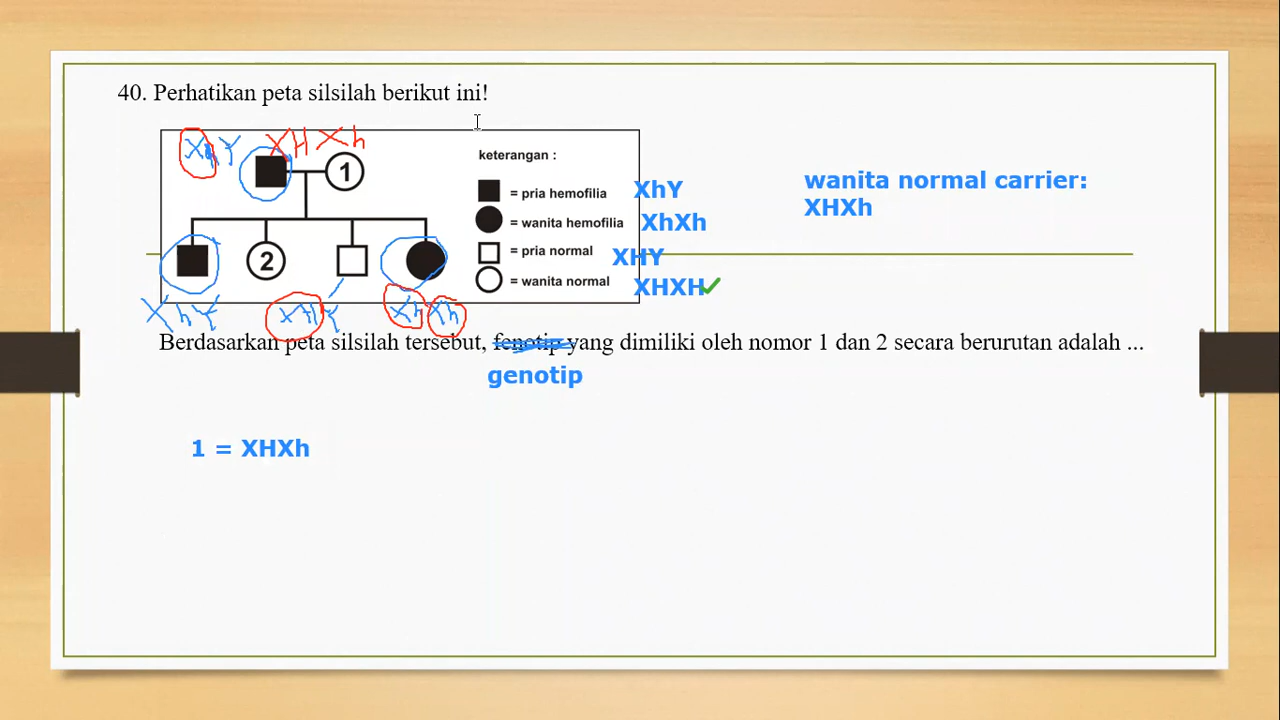 40. Perhatikan peta silsilah berikut ini!
XhY XH Xh
1
keterangan :
= pria hemofilia XhY
= wanita hemofilia XhXh
= pria normal XHY
= wanita normal XHXH
wanita normal carrier:
XHXh
2
XhY XHY Xh Xh
Berdasarkan peta silsilah tersebut, fenotip yang dimiliki oleh nomor 1 dan 2 secara berurutan adalah ...
genotip
1 = XHXh